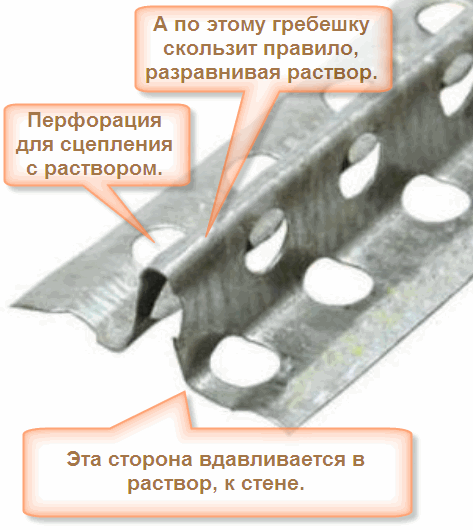 А по этому гребешку
скользит правило,
разравнивая раствор.
Перфорация
для сцепления
с раствором.
Эта сторона вдавливается в
раствор, к стене.